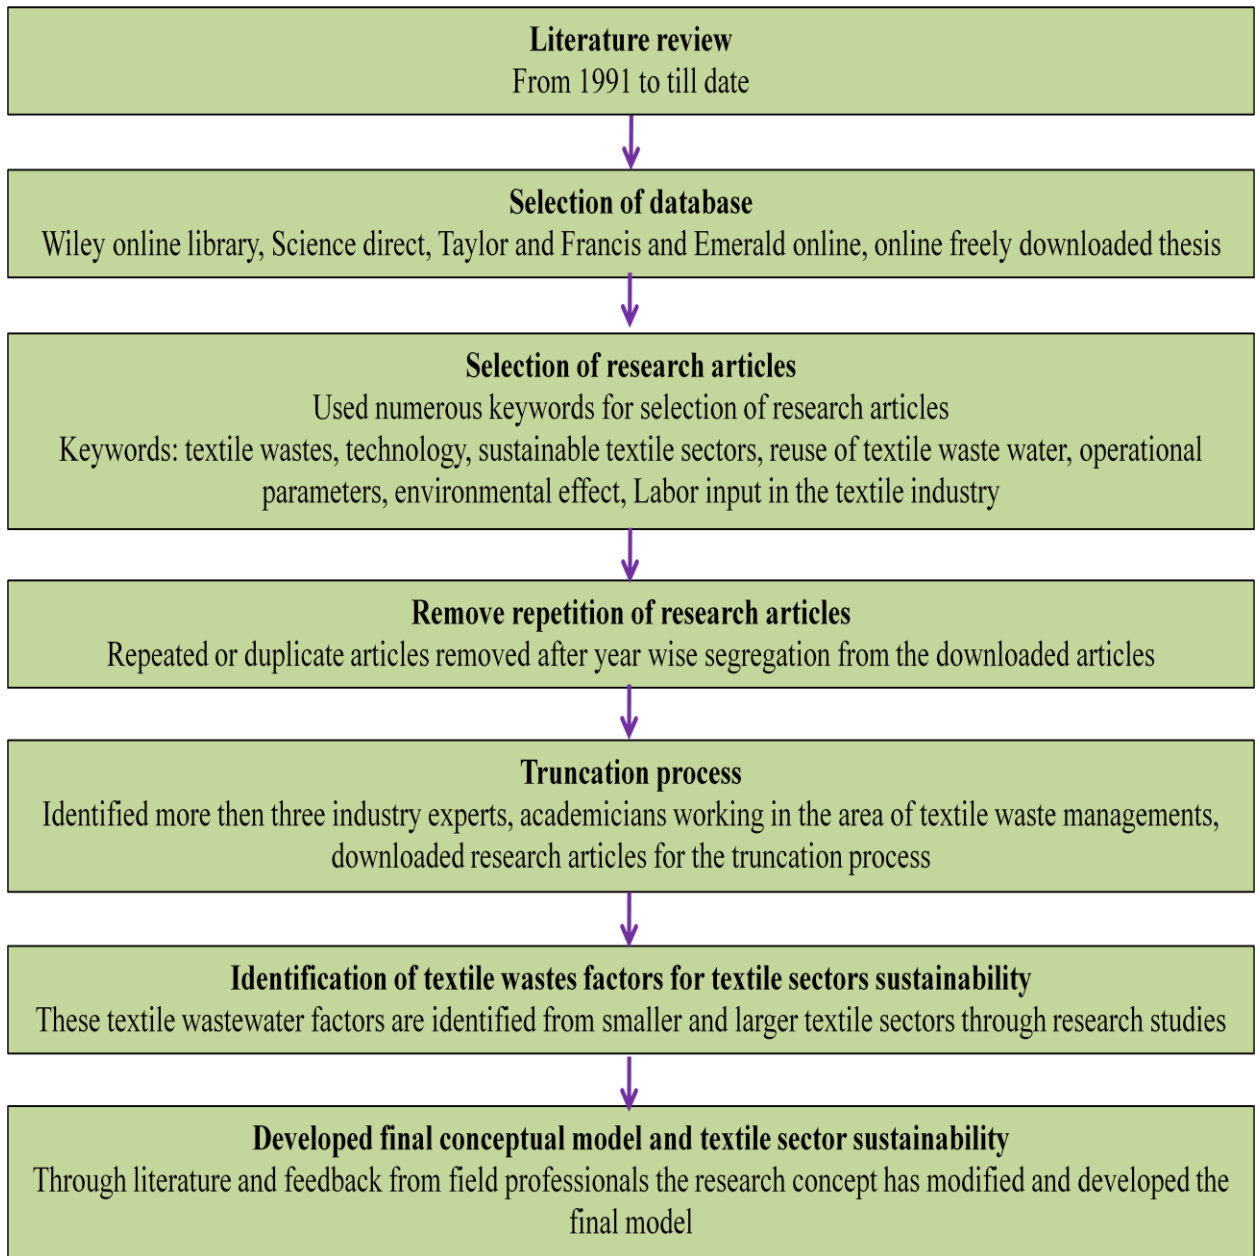 Literature review
From 1991 to till date
Selection of database
Wiley online library, Science direct, Taylor and Francis and Emerald online, online freely downloaded thesis
Selection of research articles
Used numerous keywords for selection of research articles
Keywords: textile wastes, technology, sustainable textile sectors, reuse of textile waste water, operational
parameters, environmental effect, Labor input in the textile industry
Remove repetition of research articles
Repeated or duplicate articles removed after year wise segregation from the downloaded articles
Truncation process
Identified more then three industry experts, academicians working in the area of textile waste managements,
downloaded research articles for the truncation process
Identification of textile wastes factors for textile sectors sustainability
These textile wastewater factors are identified from smaller and larger textile sectors through research studies
Developed final conceptual model and textile sector sustainability
Through literature and feedback from field professionals the research concept has modified and developed the
final model